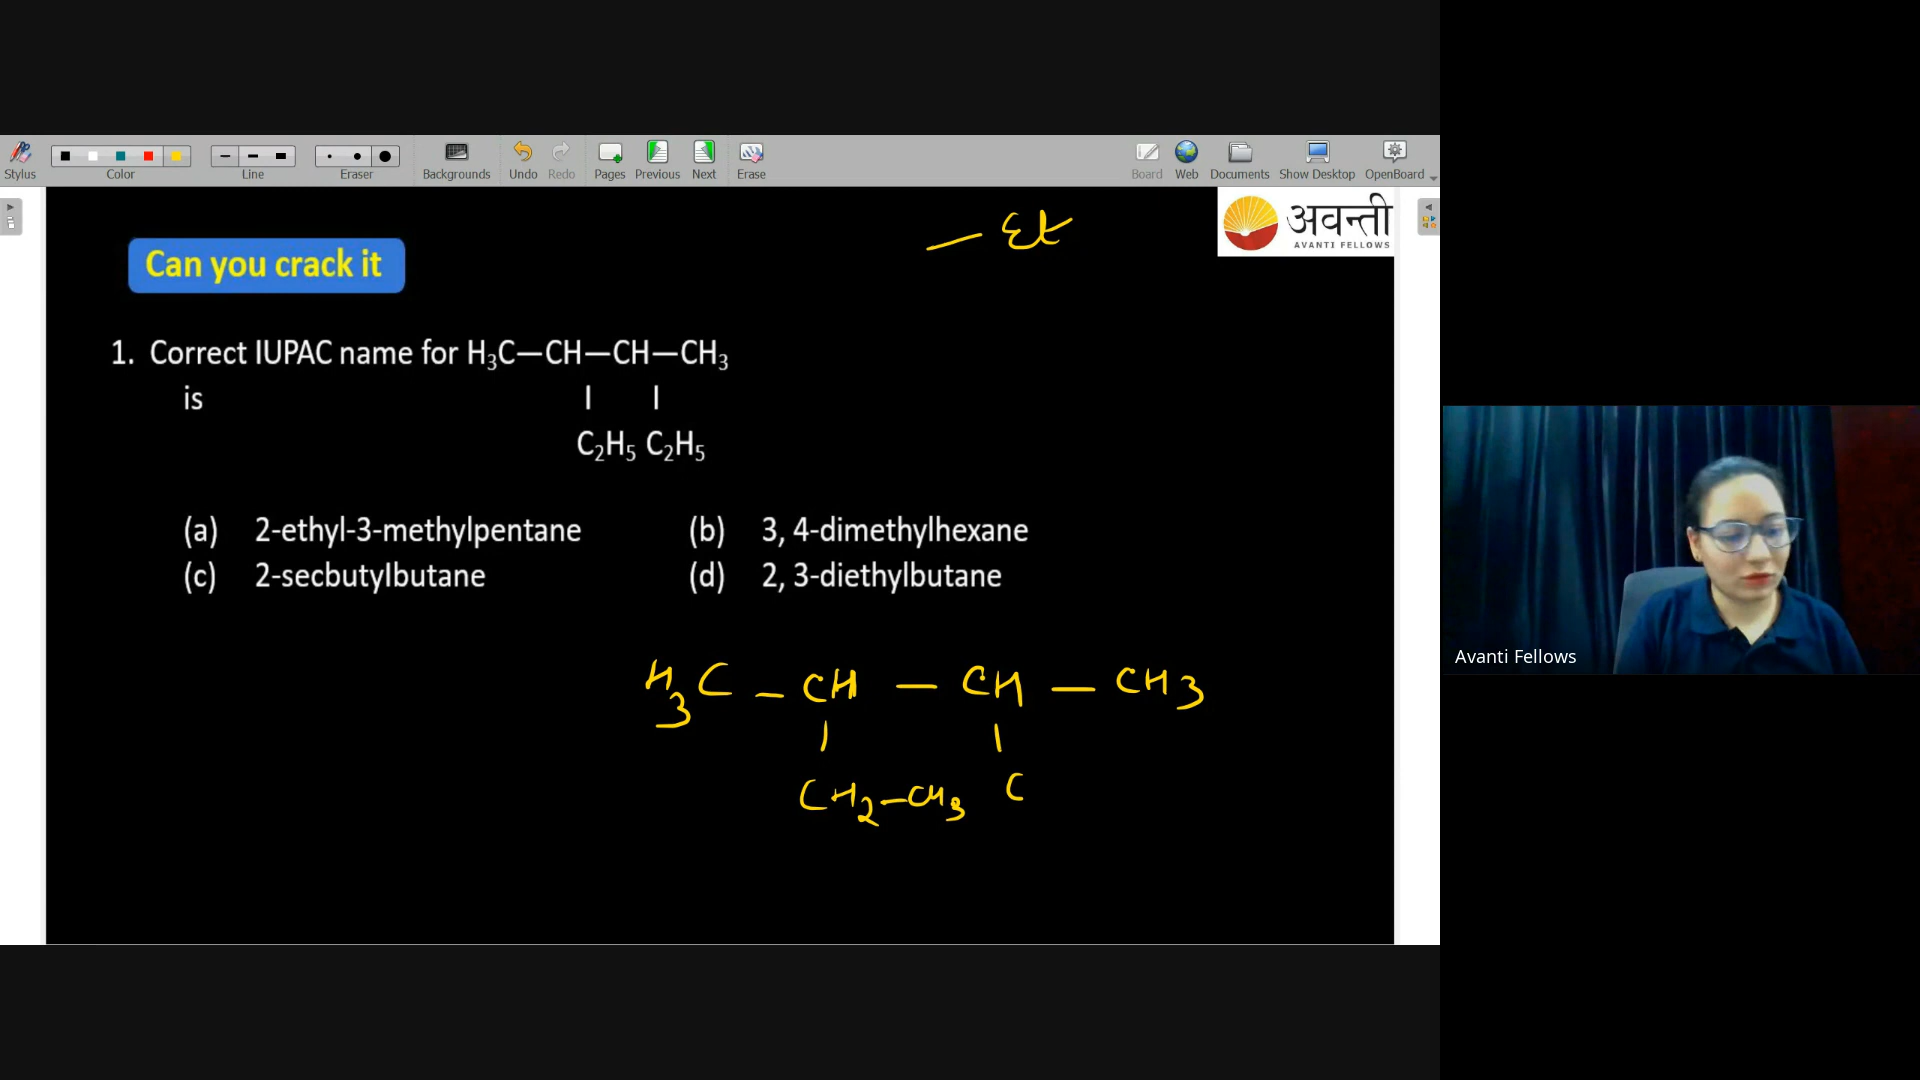 Stylus
Color
Line
Eraser
Backgrounds
Undo
Redo
Pages
Previous
Next
Erase
Board
Web
Documents
Show Desktop
OpenBoard
— Et
अवन्ती
AVANTI FELLOWS
Can you crack it
1. Correct IUPAC name for H₃C—CH—CH—CH₃
is | |
C₂H₅ C₂H₅
(a) 2-ethyl-3-methylpentane (b) 3, 4-dimethylhexane
(c) 2-secbutylbutane (d) 2, 3-diethylbutane
H₃C — CH — CH — CH₃
| |
CH₂—CH₃ C
Avanti Fellows